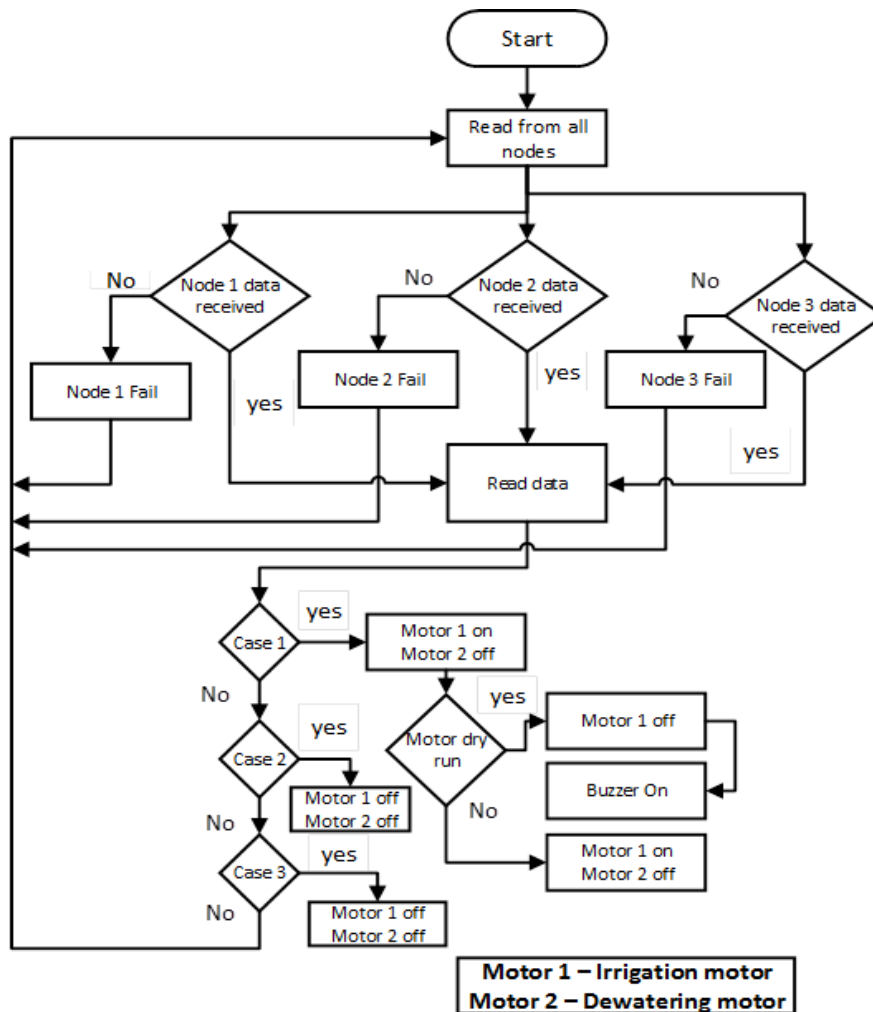 Start
Read from all
nodes
No
Node 1 data
received
No
Node 2 data
received
No
Node 3 data
received
Node 1 Fail
yes
Node 2 Fail
yes
Node 3 Fail
yes
Read data
Case 1
yes
Motor 1 on
Motor 2 off
No
Case 2
yes
Motor 1 off
Motor 2 off
Motor dry
run
yes
Motor 1 off
Buzzer On
No
Motor 1 on
Motor 2 off
No
Case 3
yes
Motor 1 off
Motor 2 off
No
Motor 1 – Irrigation motor
Motor 2 – Dewatering motor